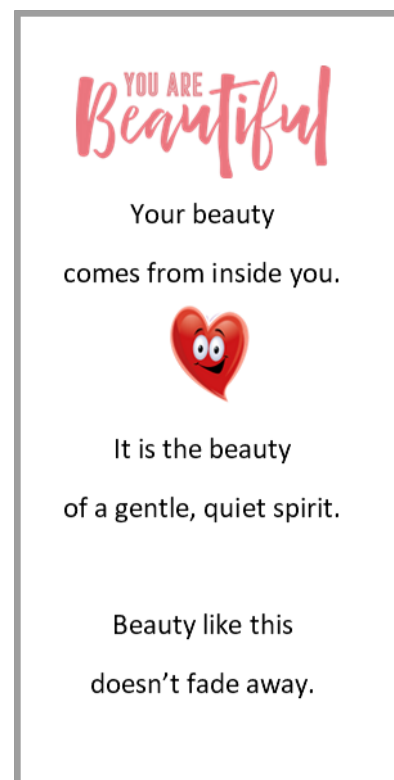 YOU ARE
Beautiful
Your beauty
comes from inside you.
It is the beauty
of a gentle, quiet spirit.
Beauty like this
doesn’t fade away.